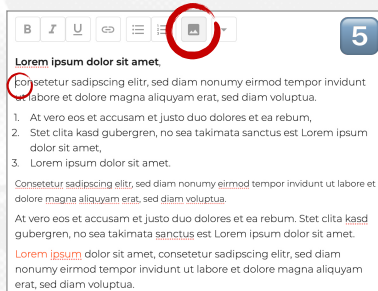 B I U
5
Lorem ipsum dolor sit amet,
consetetur sadipscing elitr, sed diam nonumy eirmod tempor invidunt
ut labore et dolore magna aliquyam erat, sed diam voluptua.
1. At vero eos et accusam et justo duo dolores et ea rebum,
2. Stet clita kasd gubergren, no sea takimata sanctus est Lorem ipsum
dolor sit amet,
3. Lorem ipsum dolor sit amet.
Consetetur sadipscing elitr, sed diam nonumy eirmod tempor invidunt ut labore et
dolore magna aliquyam erat, sed diam voluptua.
At vero eos et accusam et justo duo dolores et ea rebum. Stet clita kasd
gubergren, no sea takimata sanctus est Lorem ipsum dolor sit amet.
Lorem ipsum dolor sit amet, consetetur sadipscing elitr, sed diam
nonumy eirmod tempor invidunt ut labore et dolore magna aliquyam
erat, sed diam voluptua.